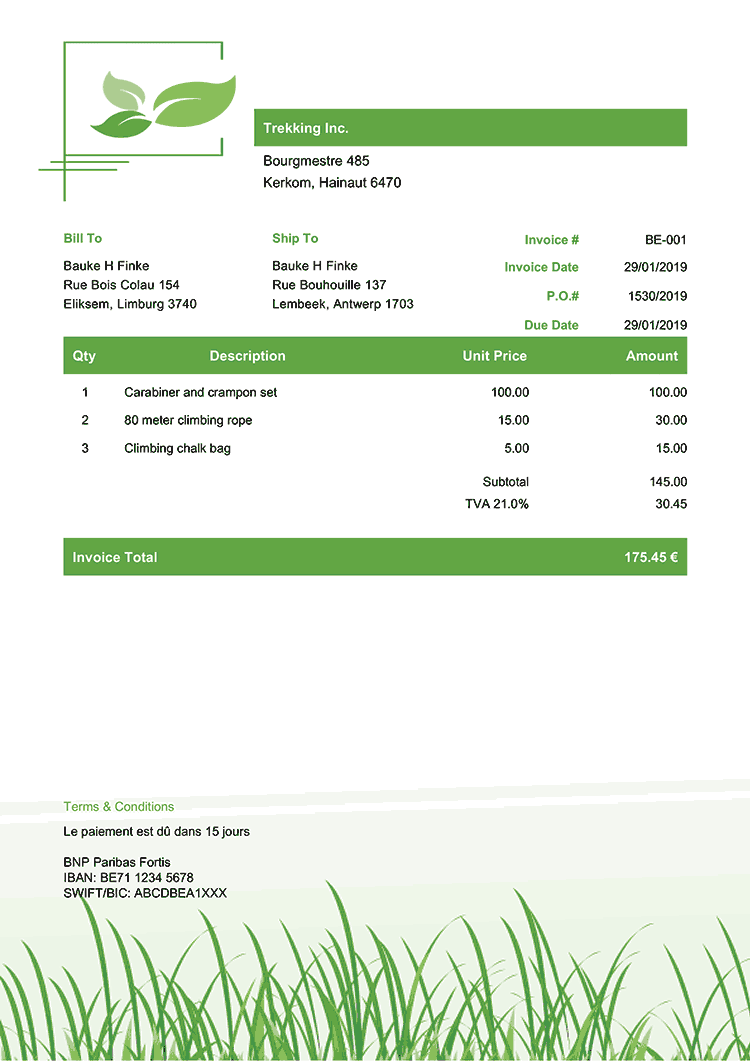 Trekking Inc.
Bourgmestre 485
Kerkom, Hainaut 6470
Bill To
Bauke H Finke
Rue Bois Colau 154
Eliksem, Limburg 3740
Ship To
Bauke H Finke
Rue Bouhouille 137
Lembeek, Antwerp 1703
Invoice # BE-001
Invoice Date 29/01/2019
P.O.# 1530/2019
Due Date 29/01/2019
Qty Description Unit Price Amount
1 Carabiner and crampon set 100.00 100.00
2 80 meter climbing rope 15.00 30.00
3 Climbing chalk bag 5.00 15.00
Subtotal 145.00
TVA 21.0% 30.45
Invoice Total 175.45 €
Terms & Conditions
Le paiement est dû dans 15 jours
BNP Paribas Fortis
IBAN: BE71 1234 5678
SWIFT/BIC: ABCDBEA1XXX